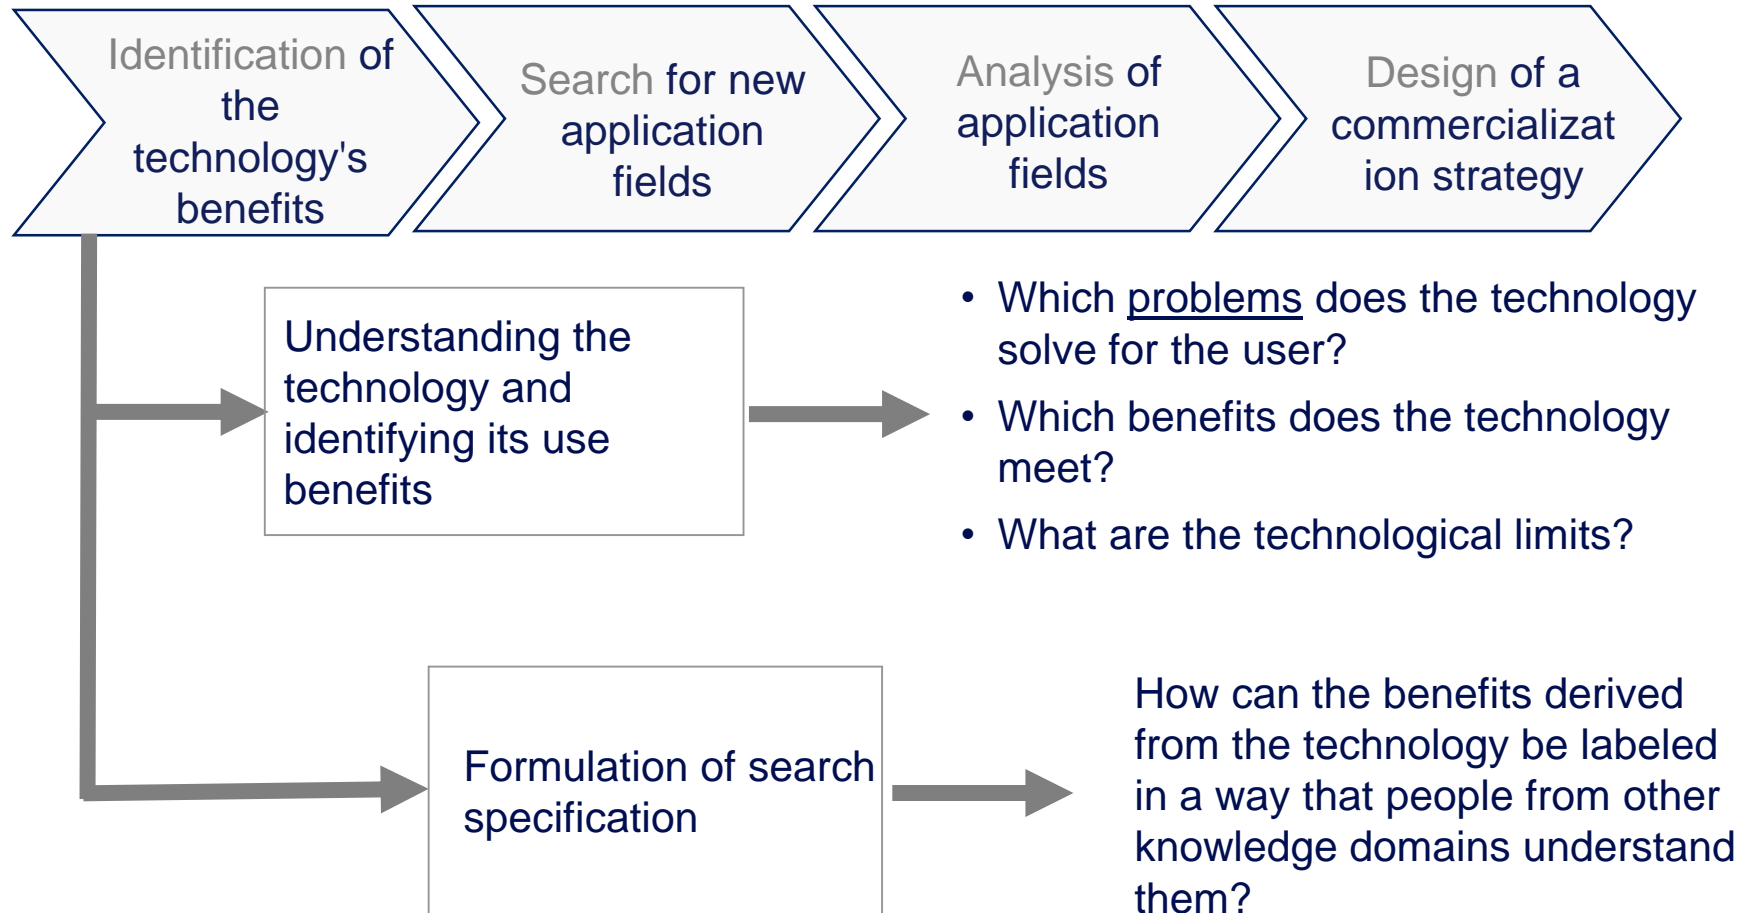 Identification of
the
technology's
benefits
Search for new
application
fields
Analysis of
application
fields
Design of a
commercializat
ion strategy
Understanding the
technology and
identifying its use
benefits
• Which problems does the technology
solve for the user?
• Which benefits does the technology
meet?
• What are the technological limits?
Formulation of search
specification
How can the benefits derived
from the technology be labeled
in a way that people from other
knowledge domains understand
them?